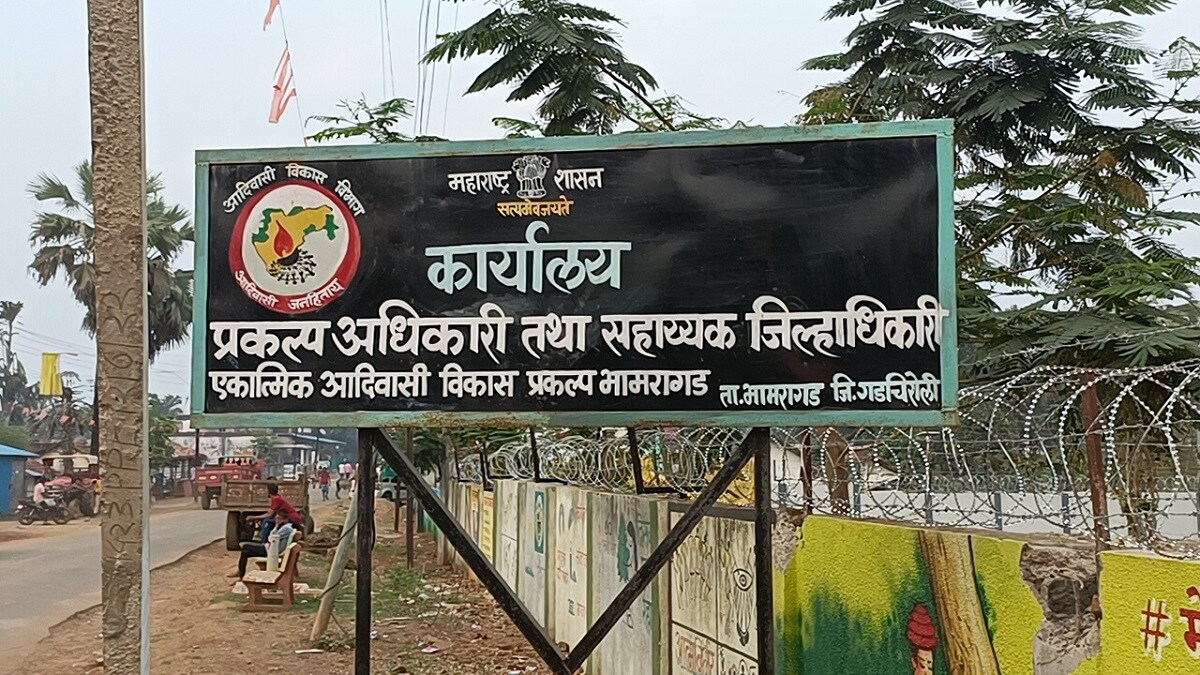 आदिवासी विकास विभाग
आदिवासी जनहिताय
महाराष्ट्र शासन
सत्यमेवजयते
कार्यालय
प्रकल्प अधिकारी तथा सहाय्यक जिल्हाधिकारी
एकात्मिक आदिवासी विकास प्रकल्प भामरागड ता.भामरागड जि.गडचिरोली
#मे